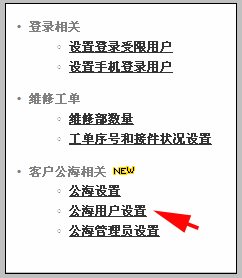 登录相关
设置登录受限用户
设置手机登录用户
维修工单
维修部数量
工单序号和接件状况设置
客户公海相关 NEW
公海设置
公海用户设置
公海管理员设置